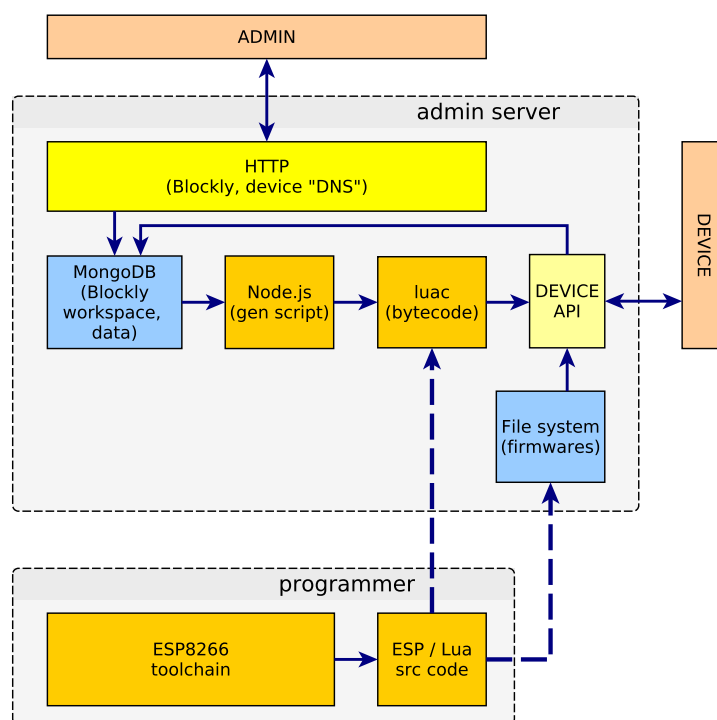 ADMIN
admin server
HTTP
(Blockly, device "DNS")
MongoDB
(Blockly
workspace,
data)
Node.js
(gen script)
luac
(bytecode)
DEVICE
API
DEVICE
File system
(firmwares)
programmer
ESP8266
toolchain
ESP / Lua
src code